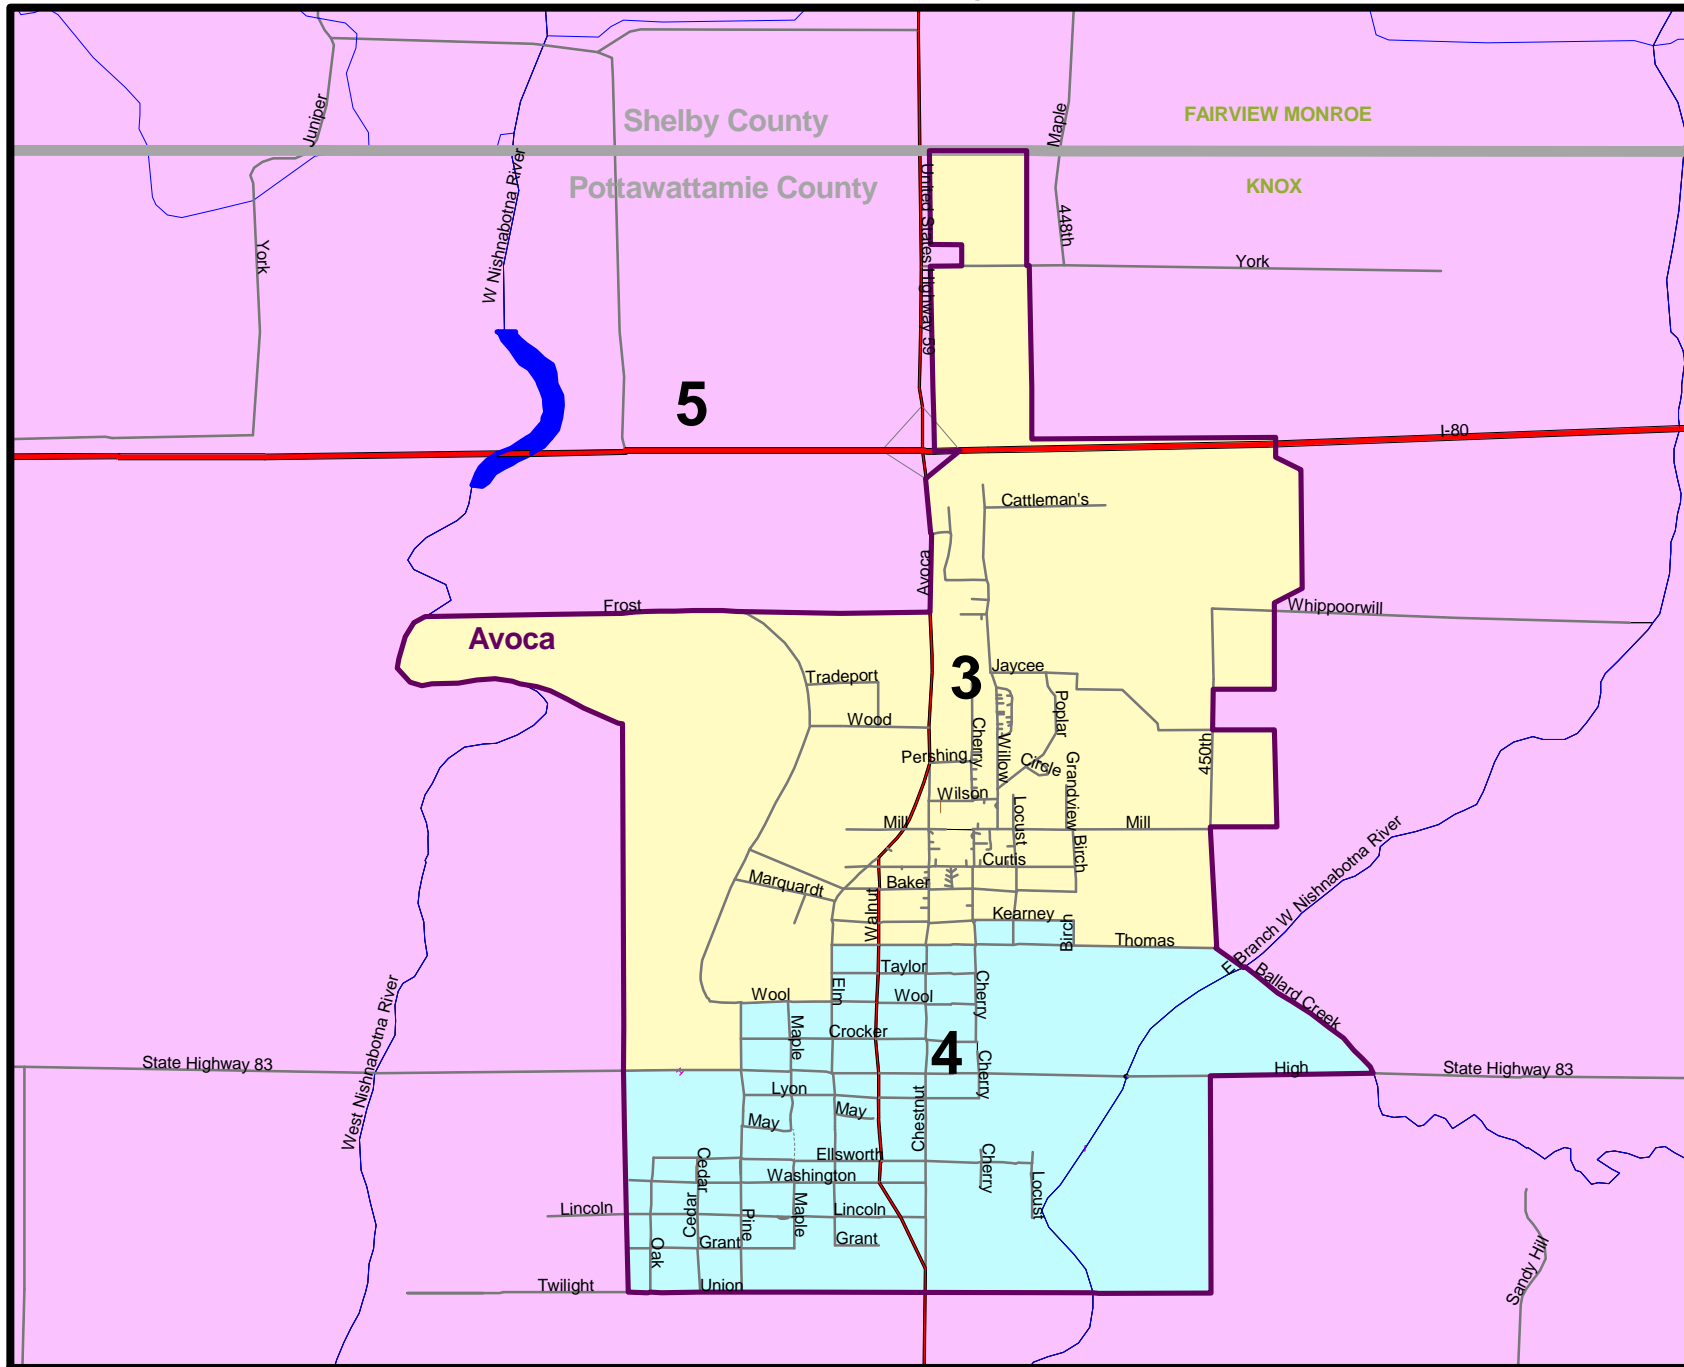 Shelby County
FAIRVIEW MONROE
Juniper
Maple
Pottawattamie County
KNOX
W Nishnabotna River
United States Highway 59
448th
York
York
5
I-80
Cattleman's
Avoca
Frost
Whippoorwill
Avoca
3
Jaycee
Tradeport
Poplar
Wood
Cherry
Willow
450th
Pershing
Circle
Grandview
Wilson
Locust
Mill
Mill
Birch
Curtis
Marquardt
Baker
Walnut
Kearney
Birch
Thomas
E Branch W Nishnabotna River
Ballard Creek
Taylor
Elm
Cherry
Wool
Wool
Maple
Crocker
4
Cherry
West Nishnabotna River
State Highway 83
High
State Highway 83
Lyon
May
May
Chestnut
Ellsworth
Cedar
Washington
Cherry
Locust
Lincoln
Cedar
Pine
Maple
Lincoln
Oak
Grant
Grant
Sandy Hill
Twilight
Union